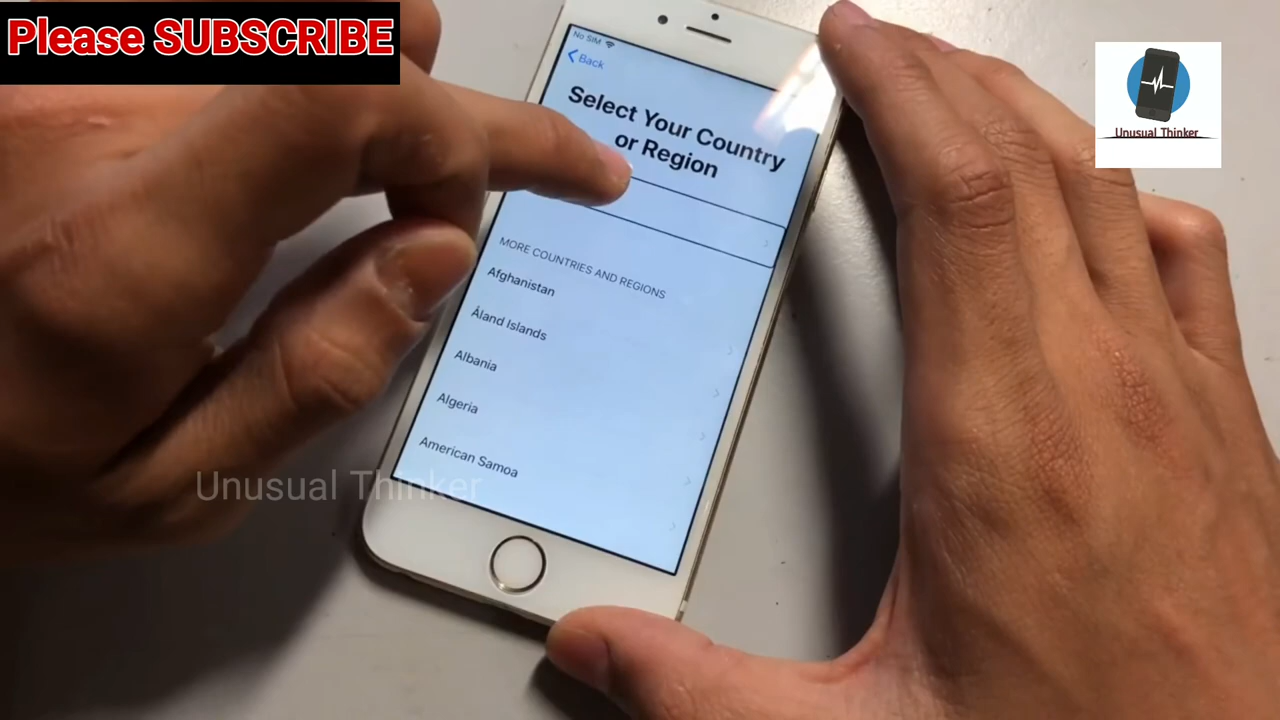 Please SUBSCRIBE
Unusual Thinker
No SIM
Back
Select Your Country
or Region
MORE COUNTRIES AND REGIONS
Afghanistan
Åland Islands
Albania
Algeria
American Samoa
Unusual Thinker